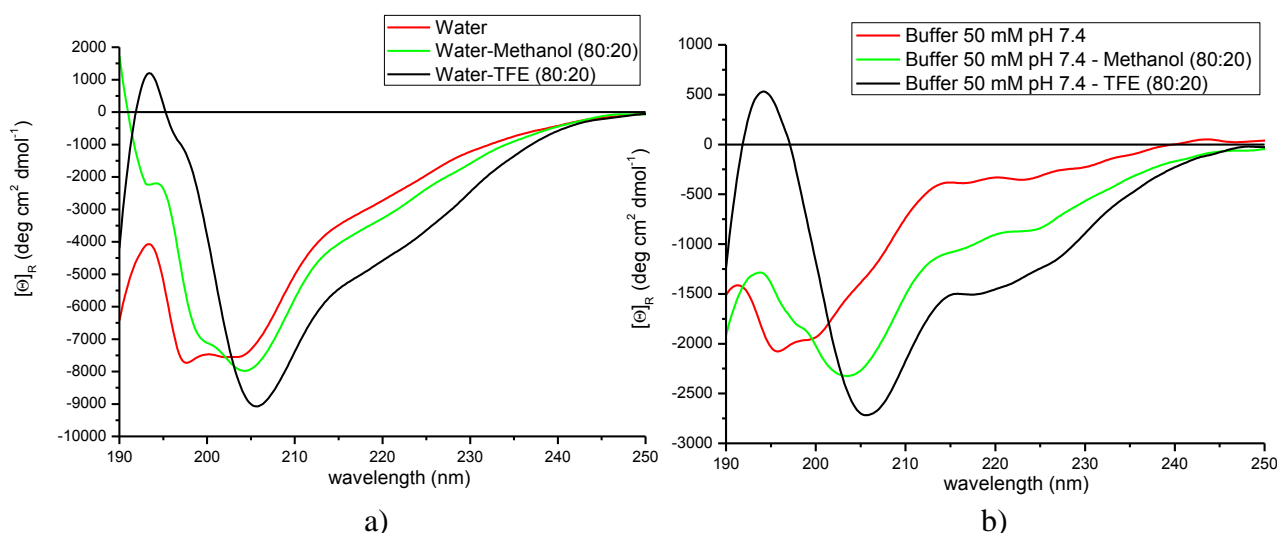 Water
Water-Methanol (80:20)
Water-TFE (80:20)
2000
1000
0
-1000
-2000
-3000
-4000
-5000
-6000
-7000
-8000
-9000
-10000
[Θ]R (deg cm2 dmol-1)
190 200 210 220 230 240 250
wavelength (nm)
a)
Buffer 50 mM pH 7.4
Buffer 50 mM pH 7.4 - Methanol (80:20)
Buffer 50 mM pH 7.4 - TFE (80:20)
1000
500
0
-500
-1000
-1500
-2000
-2500
-3000
[Θ]R (deg cm2 dmol-1)
190 200 210 220 230 240 250
wavelength (nm)
b)